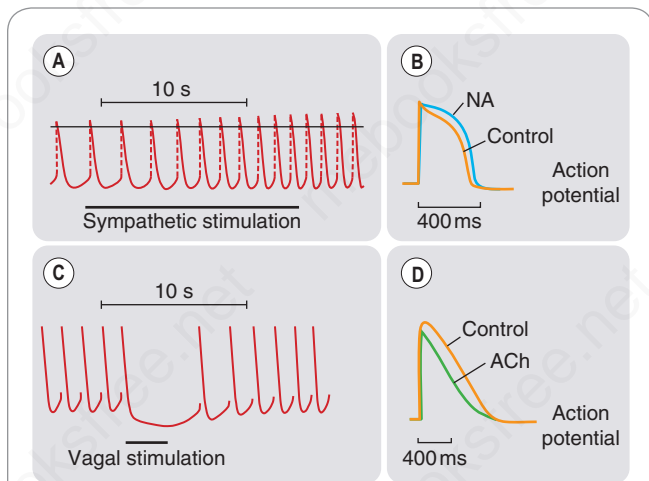 A
10 s
Sympathetic stimulation
B
NA
Control
Action
potential
400 ms
C
10 s
Vagal stimulation
D
Control
ACh
Action
potential
400 ms